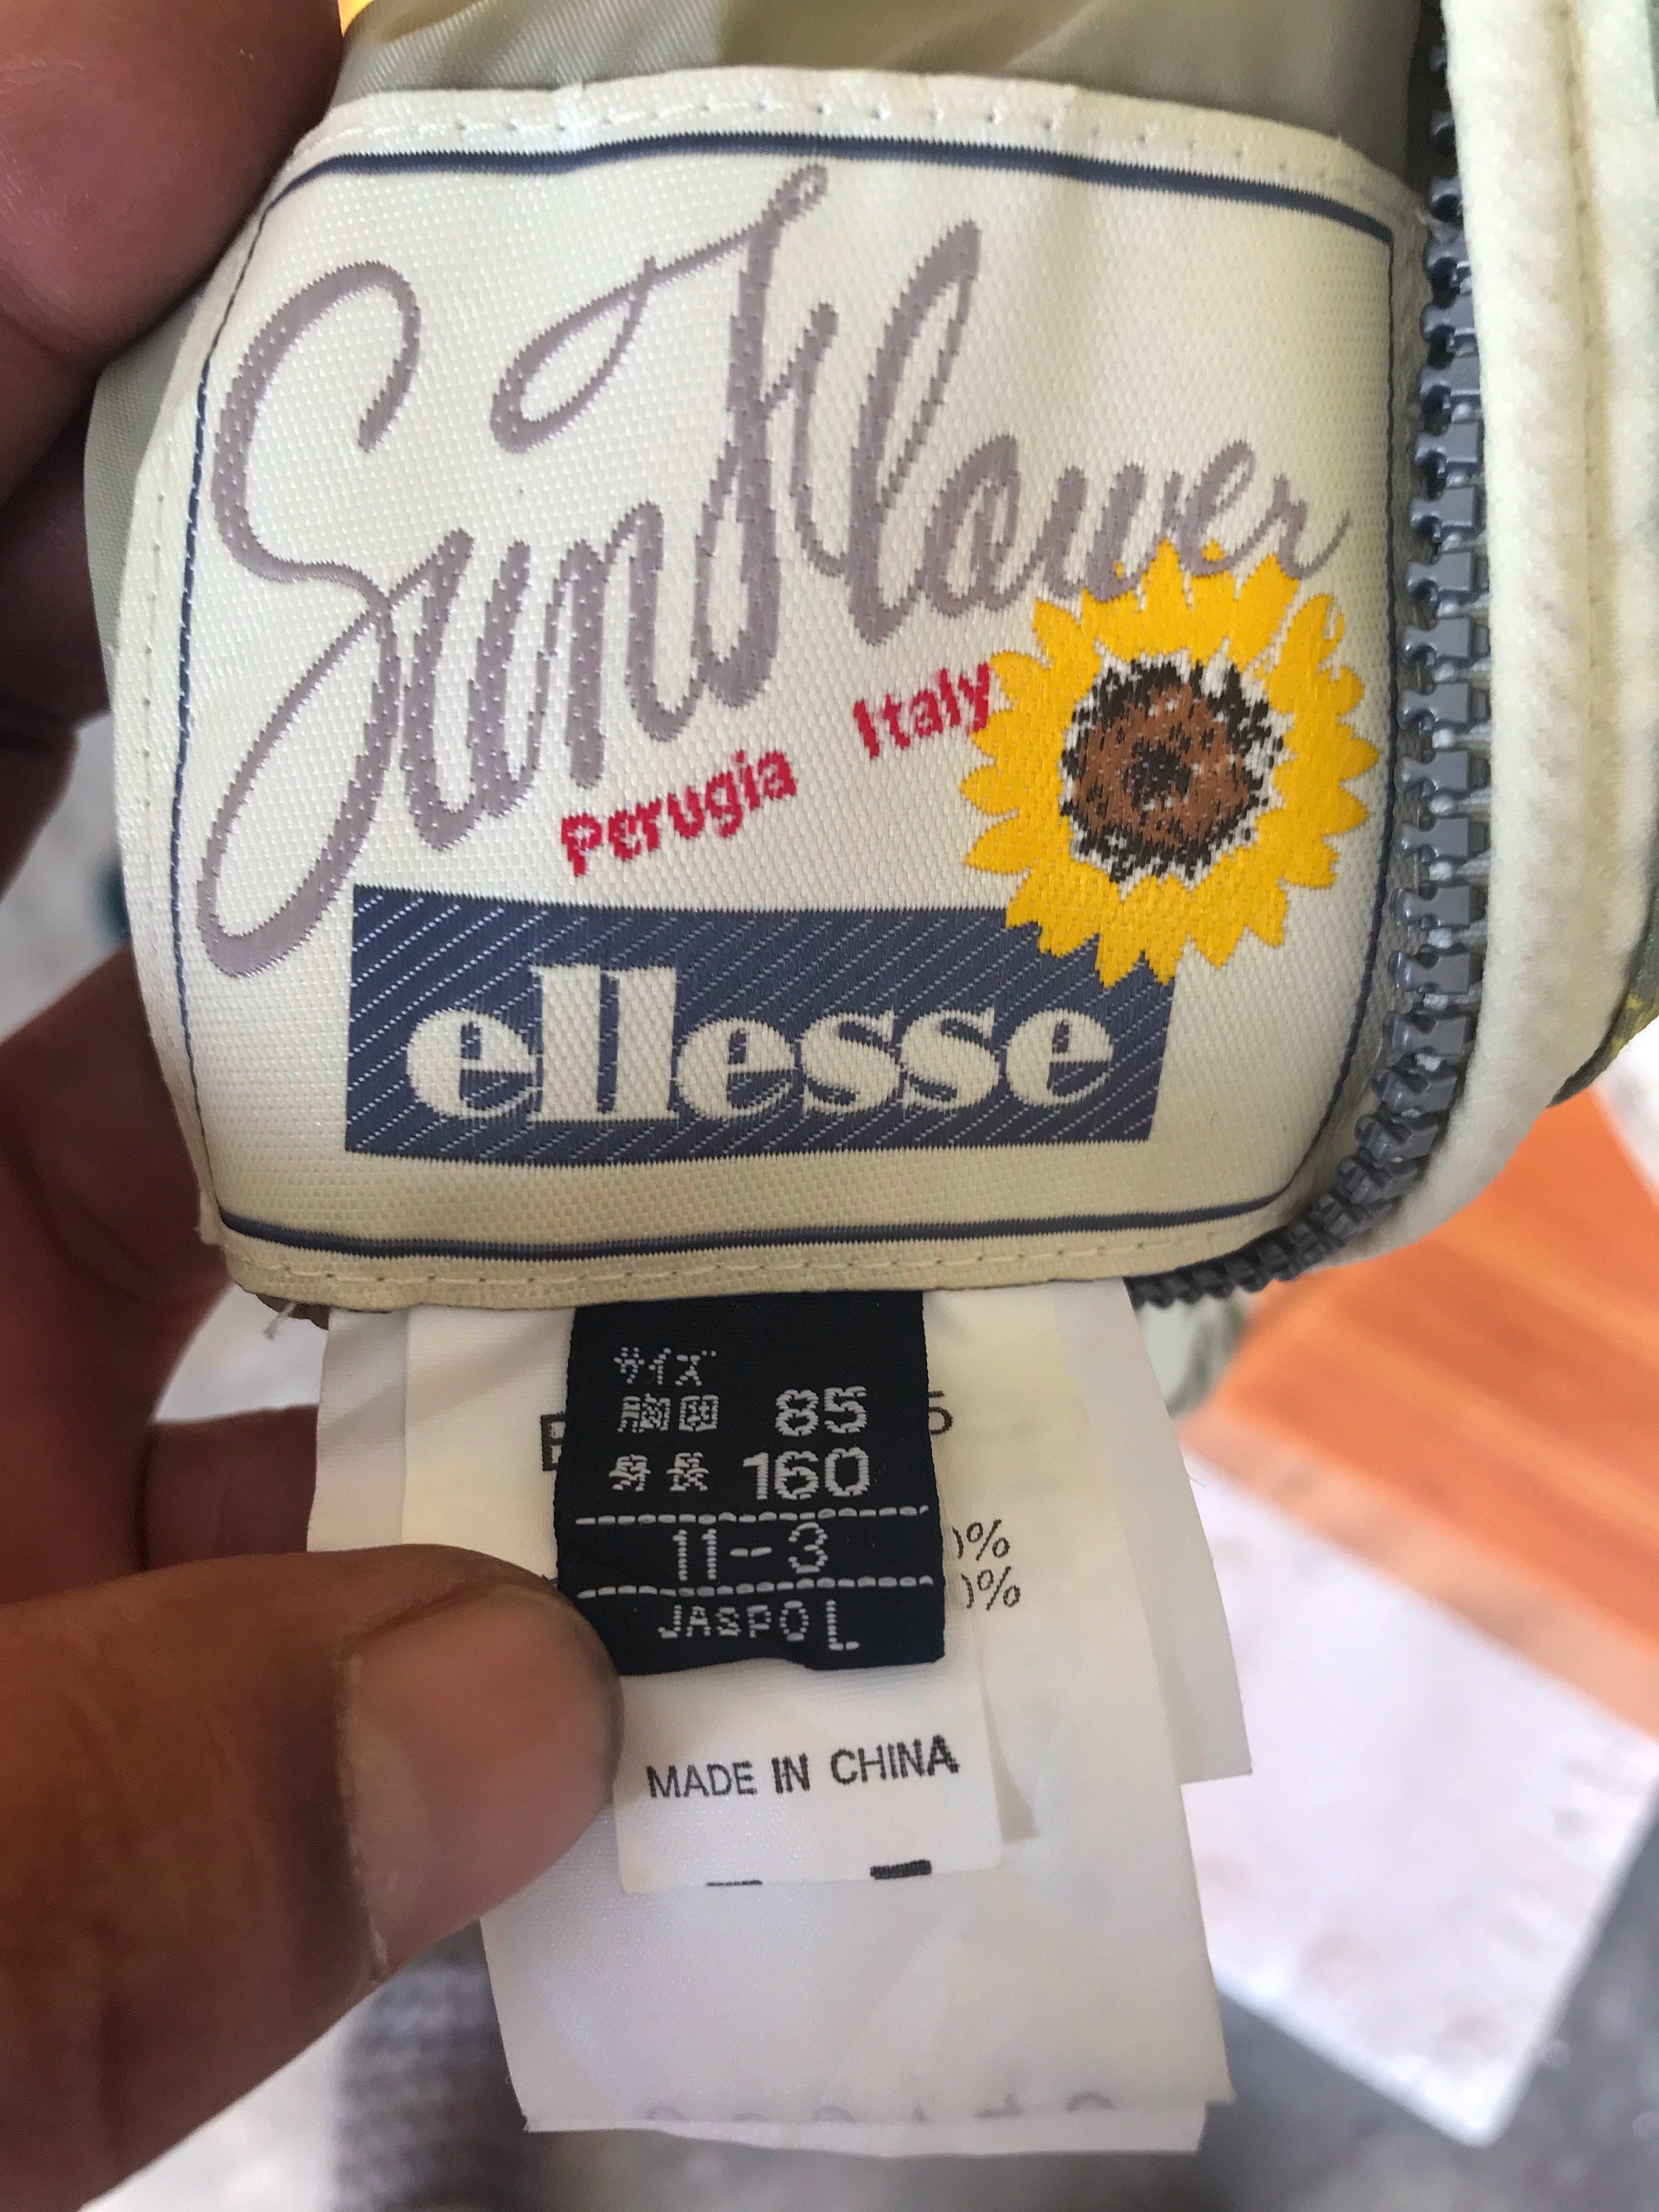 Sunflower
Perugia Italy
ellesse
サイズ
胸囲 85
身長 160
11-3
JASPO L
)%
)%
MADE IN CHINA